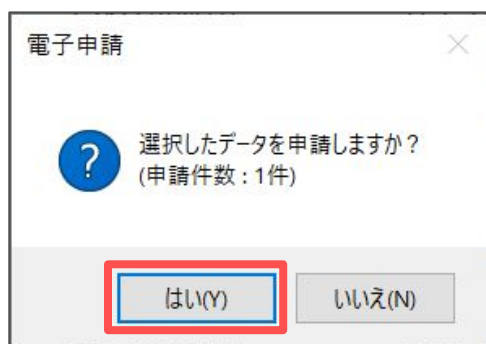 電子申請
選択したデータを申請しますか？
(申請件数 : 1件)
はい(Y)
いいえ(N)